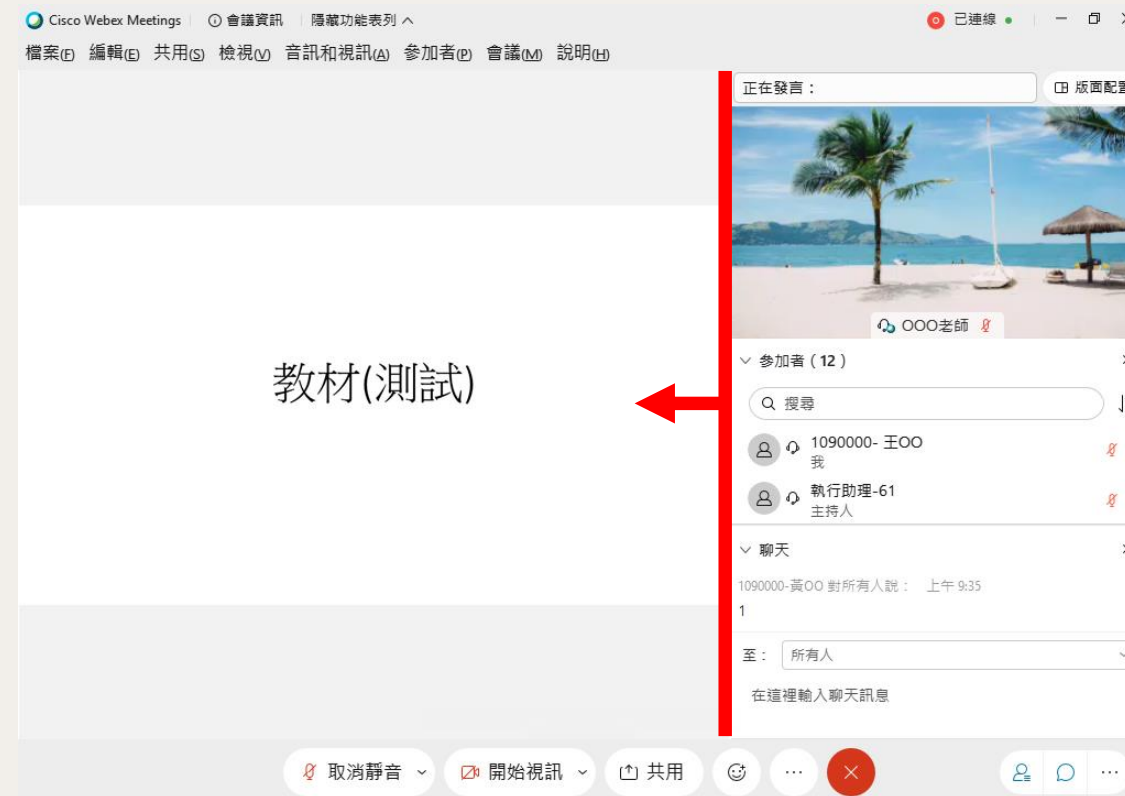 Cisco Webex Meetings 會議資訊 隱藏功能表列 已連線
檔案(F) 編輯(E) 共用(S) 檢視(V) 音訊和視訊(A) 參加者(P) 會議(M) 說明(H)
正在發言： 版面配置
OOO老師
參加者（12）
搜尋
1090000- 王OO
我
執行助理-61
主持人
教材(測試)
聊天
1090000-黃OO 對所有人說： 上午 9:35
1
至： 所有人
在這裡輸入聊天訊息
取消靜音 開始視訊 共用